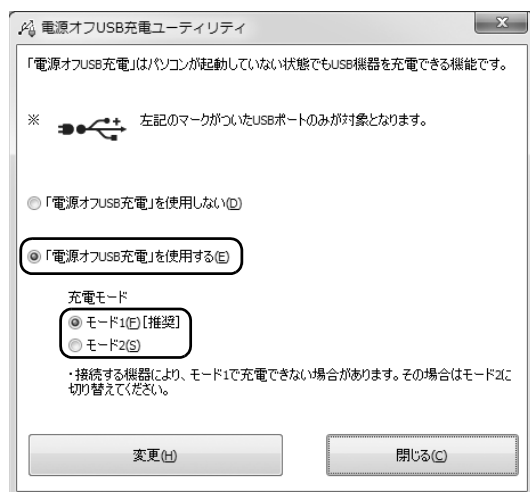 電源オフUSB充電ユーティリティ
「電源オフUSB充電」はパソコンが起動していない状態でもUSB機器を充電できる機能です。
※ 左記のマークがついたUSBポートのみが対象となります。
「電源オフUSB充電」を使用しない(D)
「電源オフUSB充電」を使用する(E)
充電モード
モード1(F)[推奨]
モード2(S)
・接続する機器により、モード1で充電できない場合があります。その場合はモード2に
切り替えてください。
変更(H) 閉じる(C)